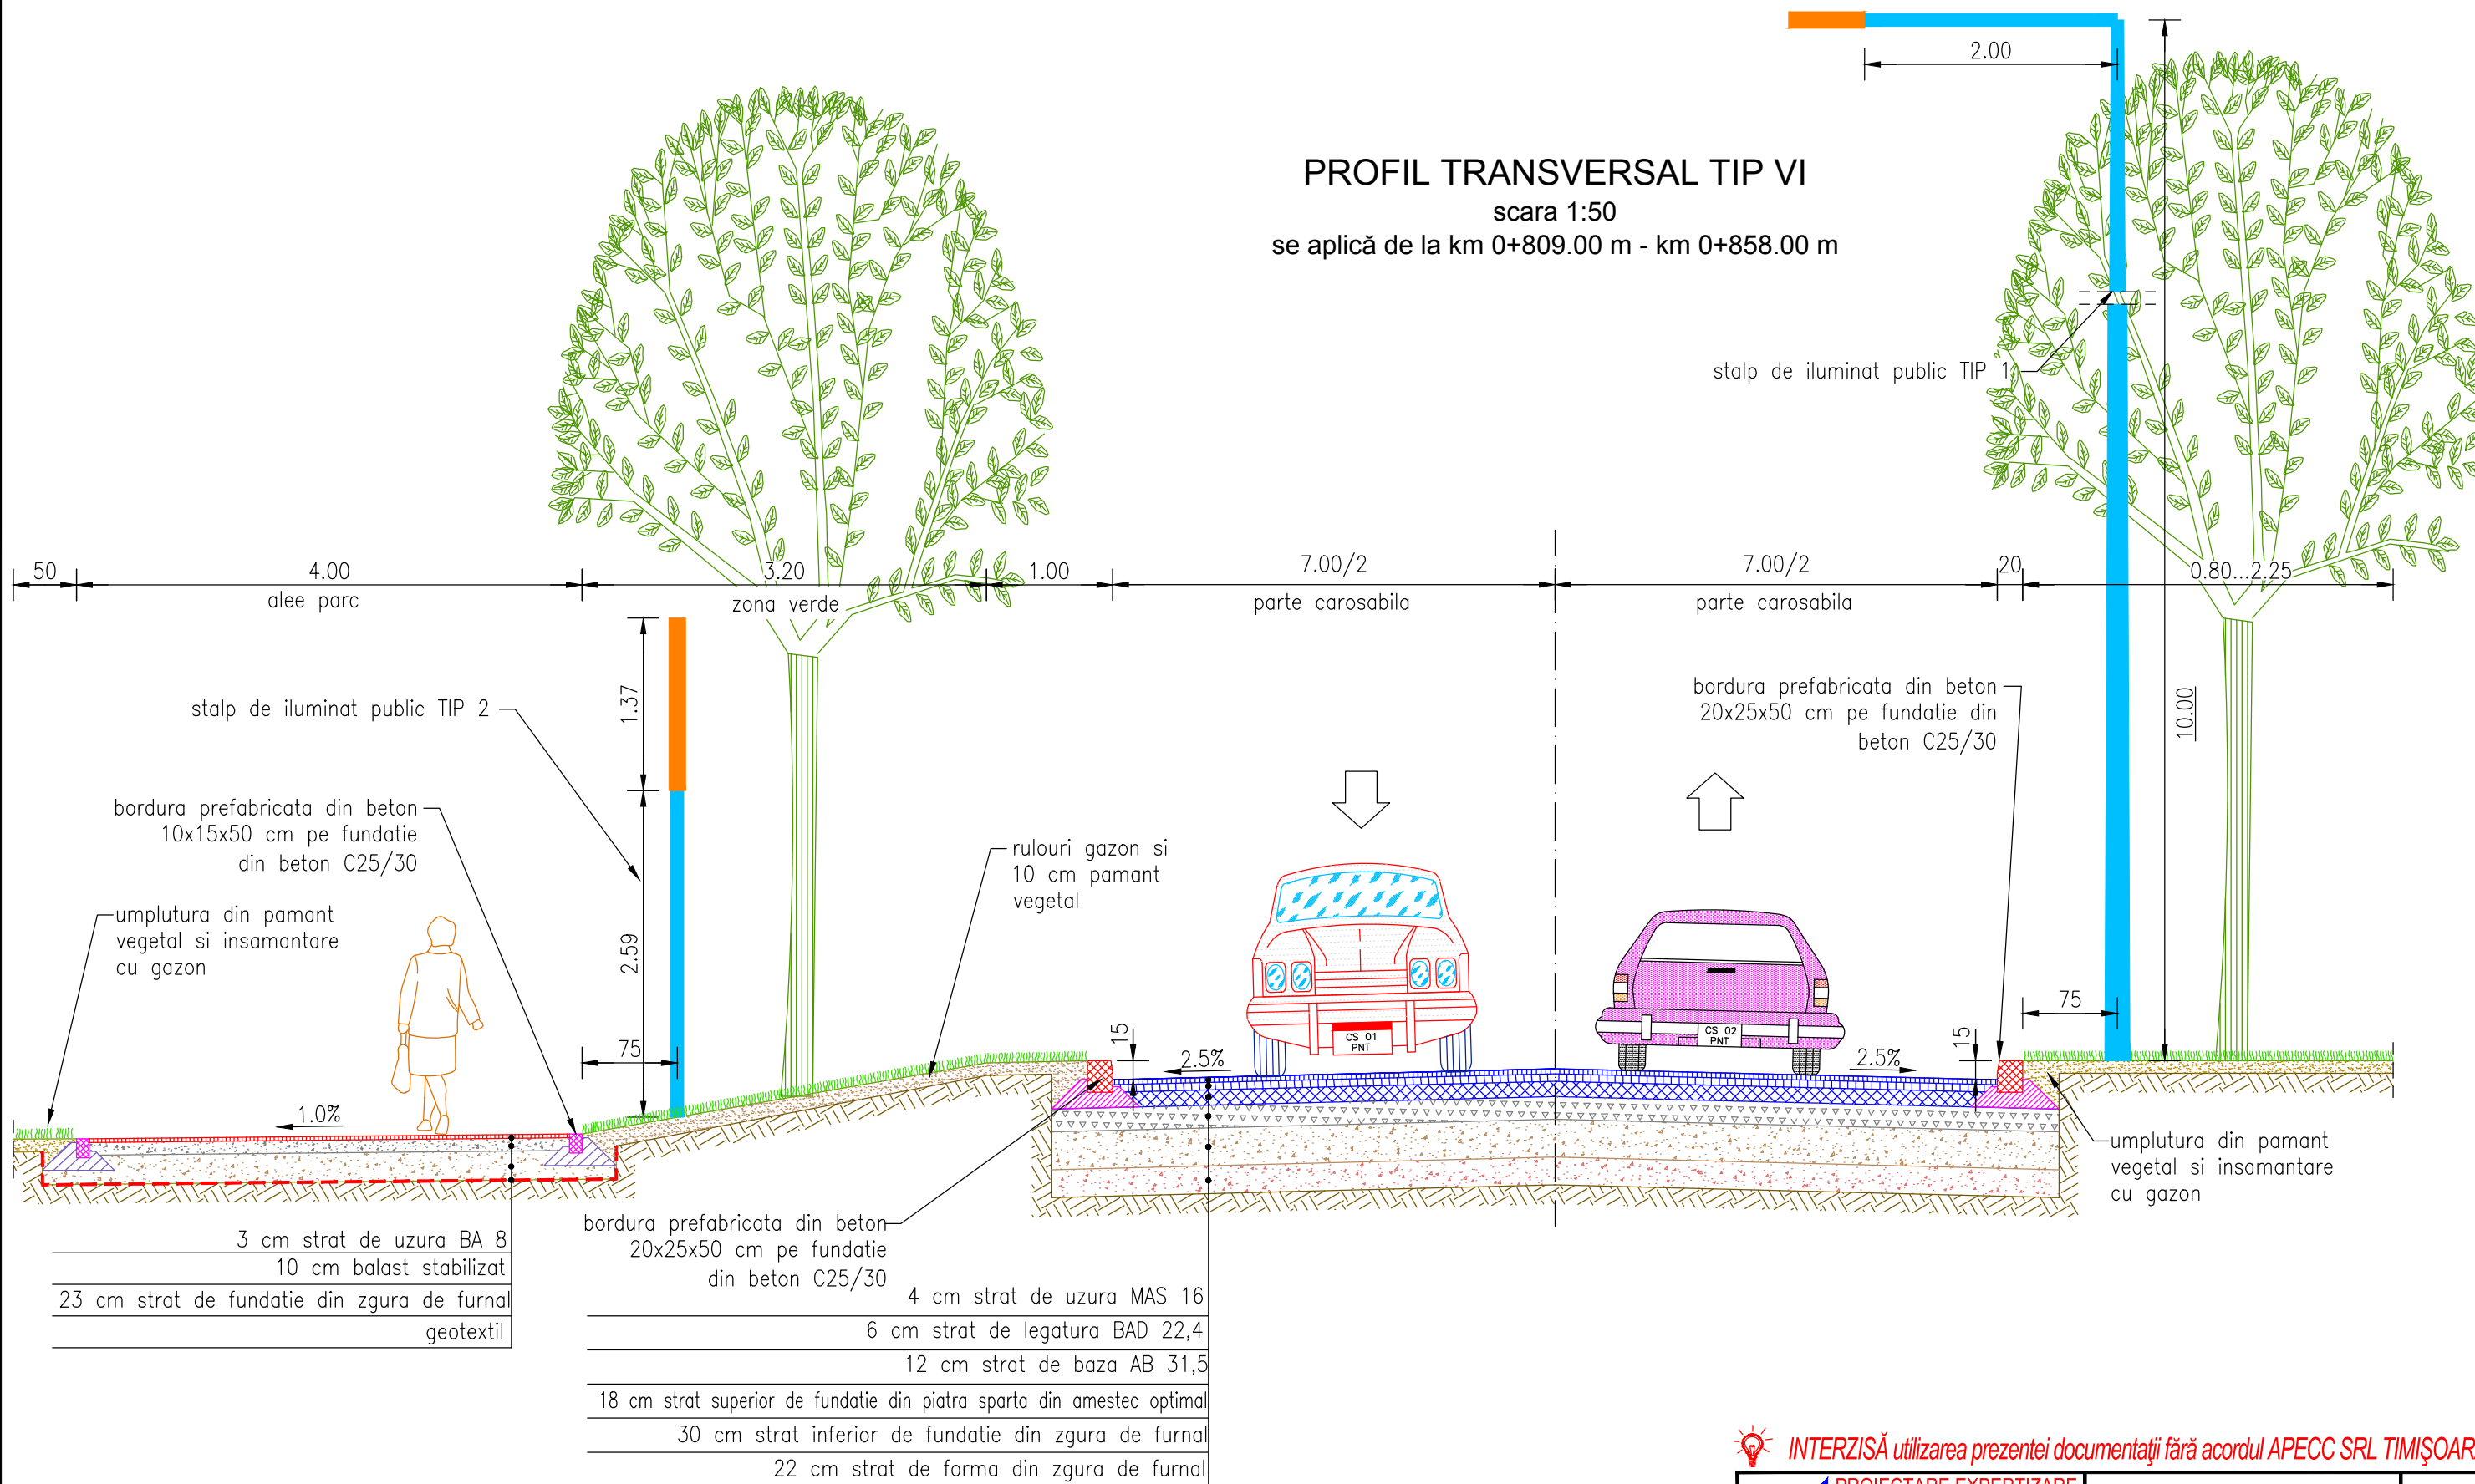 2.00
PROFIL TRANSVERSAL TIP VI
scara 1:50
se aplică de la km 0+809.00 m - km 0+858.00 m
stalp de iluminat public TIP 1
50
4.00
3.20
1.00
7.00/2
7.00/2
20
0.80...2.25
alee parc
zona verde
parte carosabila
parte carosabila
1.37
stalp de iluminat public TIP 2
bordura prefabricata din beton
20x25x50 cm pe fundatie din
beton C25/30
10.00
bordura prefabricata din beton
10x15x50 cm pe fundatie
din beton C25/30
rulouri gazon si
10 cm pamant
vegetal
umplutura din pamant
vegetal si insamantare
cu gazon
2.59
75
75
15
15
CS 01
PNT
CS 02
PNT
2.5%
2.5%
1.0%
umplutura din pamant
vegetal si insamantare
cu gazon
bordura prefabricata din beton
20x25x50 cm pe fundatie
din beton C25/30
3 cm strat de uzura BA 8
10 cm balast stabilizat
23 cm strat de fundatie din zgura de furnal
geotextil
4 cm strat de uzura MAS 16
6 cm strat de legatura BAD 22,4
12 cm strat de baza AB 31,5
18 cm strat superior de fundatie din piatra sparta din amestec optimal
30 cm strat inferior de fundatie din zgura de furnal
22 cm strat de forma din zgura de furnal
INTERZISĂ utilizarea prezentei documentaţii fără acordul APECC SRL TIMIŞOAR
PROIECTARE EXPERTIZARE